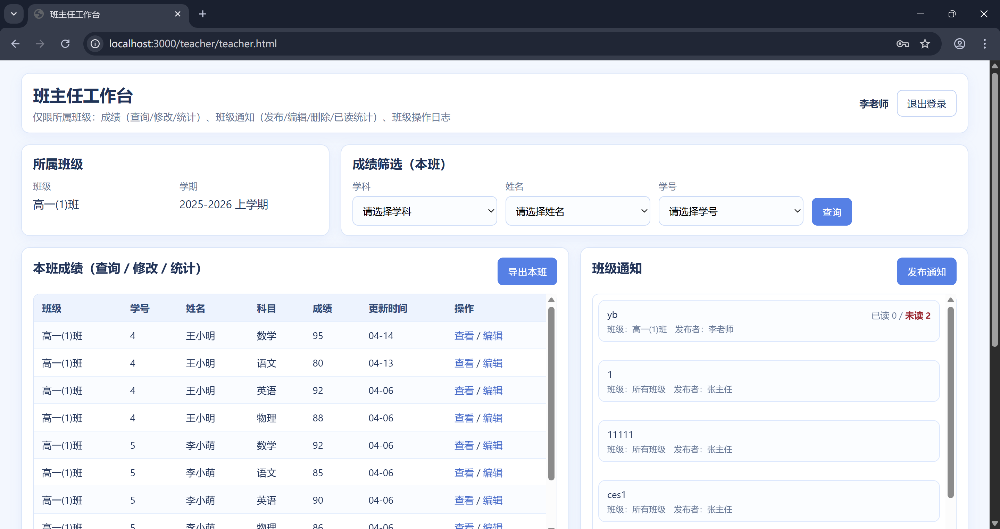 班主任工作台
localhost:3000/teacher/teacher.html
班主任工作台
仅限所属班级：成绩（查询/修改/统计）、班级通知（发布/编辑/删除/已读统计）、班级操作日志
李老师
退出登录
所属班级
班级
学期
高一(1)班
2025-2026 上学期
成绩筛选（本班）
学科
姓名
学号
请选择学科
请选择姓名
请选择学号
查询
本班成绩（查询 / 修改 / 统计）
导出本班
班级 学号 姓名 科目 成绩 更新时间 操作
高一(1)班 4 王小明 数学 95 04-14 查看 / 编辑
高一(1)班 4 王小明 语文 80 04-13 查看 / 编辑
高一(1)班 4 王小明 英语 92 04-06 查看 / 编辑
高一(1)班 4 王小明 物理 88 04-06 查看 / 编辑
高一(1)班 5 李小萌 数学 92 04-06 查看 / 编辑
高一(1)班 5 李小萌 语文 85 04-06 查看 / 编辑
高一(1)班 5 李小萌 英语 90 04-06 查看 / 编辑
高一(1)班 5 李小萌 物理 86 04-06 查看 / 编辑
班级通知
发布通知
yb
已读 0 / 未读 2
班级：高一(1)班 发布者：李老师
1
班级：所有班级 发布者：张主任
11111
班级：所有班级 发布者：张主任
ces1
班级：所有班级 发布者：张主任